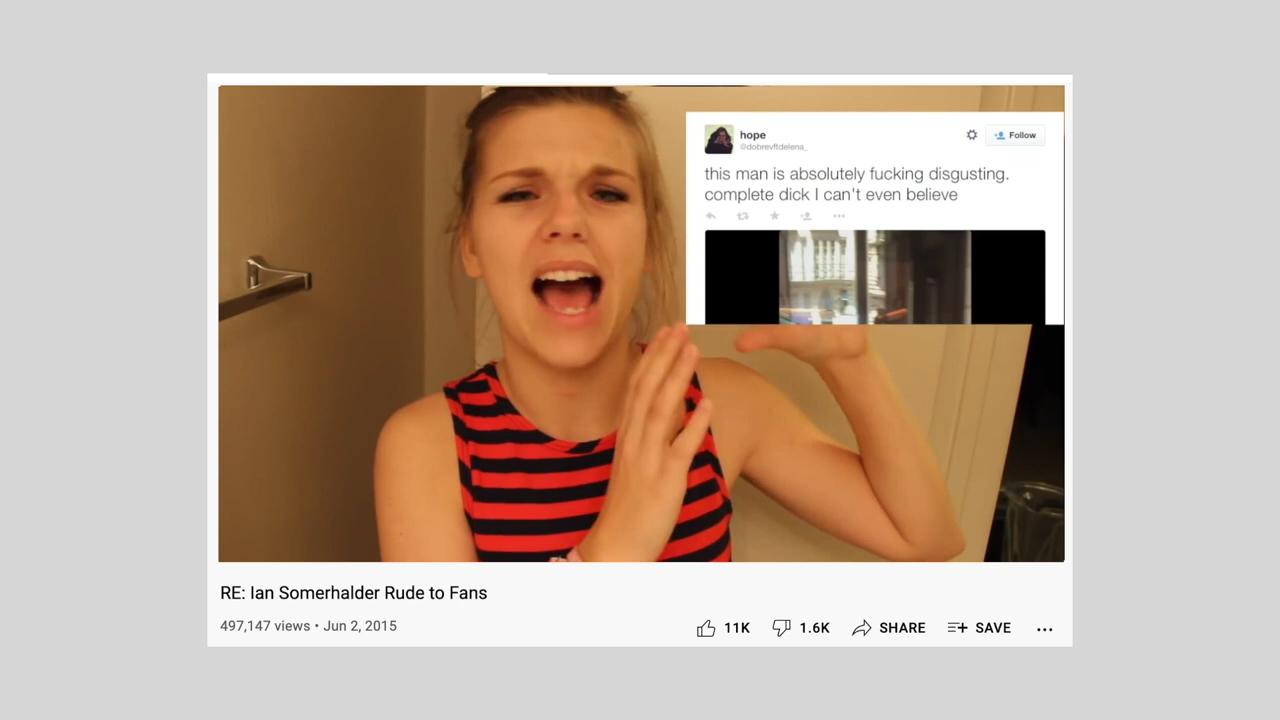 hope
@dobrevftdelena_
Follow
this man is absolutely fucking disgusting.
complete dick I can't even believe
RE: Ian Somerhalder Rude to Fans
497,147 views • Jun 2, 2015
11K
1.6K
SHARE
SAVE